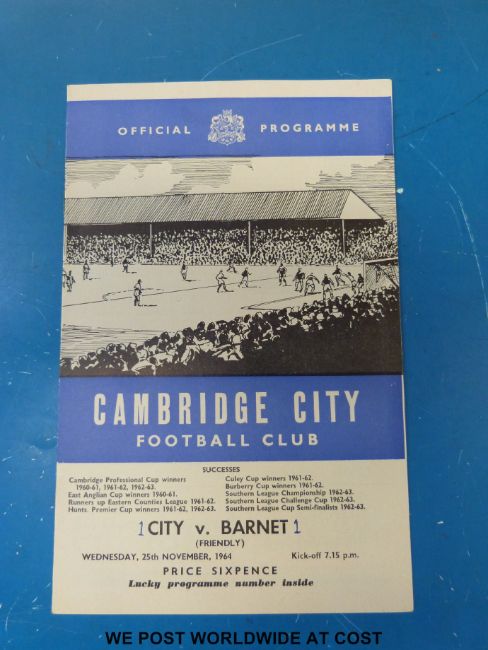 OFFICIAL PROGRAMME
CAMBRIDGE CITY
FOOTBALL CLUB
SUCCESSES
Cambridge Professional Cup winners
1960-61, 1961-62, 1962-63.
East Anglian Cup winners 1960-61.
Runners up Eastern Counties League 1961-62.
Hunts. Premier Cup winners 1961-62, 1962-63.
Culey Cup winners 1961-62.
Burbery Cup winners 1961-62.
Southern League Championship 1962-63.
Southern League Challenge Cup 1962-63.
Southern League Cup Semi-finalists 1962-63.
1 CITY v. BARNET 1
(FRIENDLY)
WEDNESDAY, 25th NOVEMBER, 1964 Kick-off 7.15 p.m.
PRICE SIXPENCE
Lucky programme number inside
WE POST WORLDWIDE AT COST